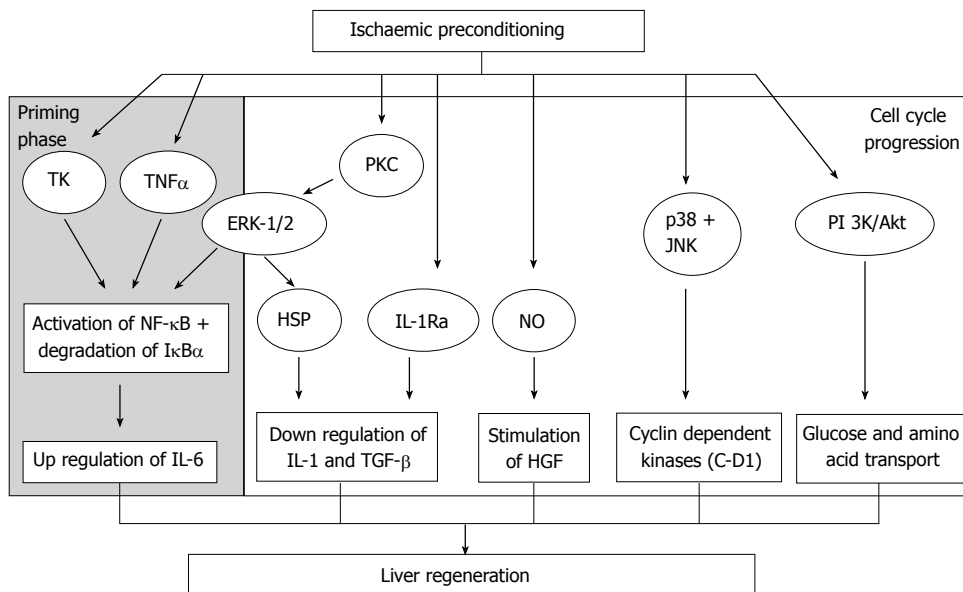 Ischaemic preconditioning
Priming
phase
Cell cycle
progression
TK
TNFα
PKC
ERK-1/2
p38 +
JNK
PI 3K/Akt
HSP
IL-1Ra
NO
Activation of NF-κB +
degradation of IκBα
Up regulation of IL-6
Down regulation of
IL-1 and TGF-β
Stimulation
of HGF
Cyclin dependent
kinases (C-D1)
Glucose and amino
acid transport
Liver regeneration